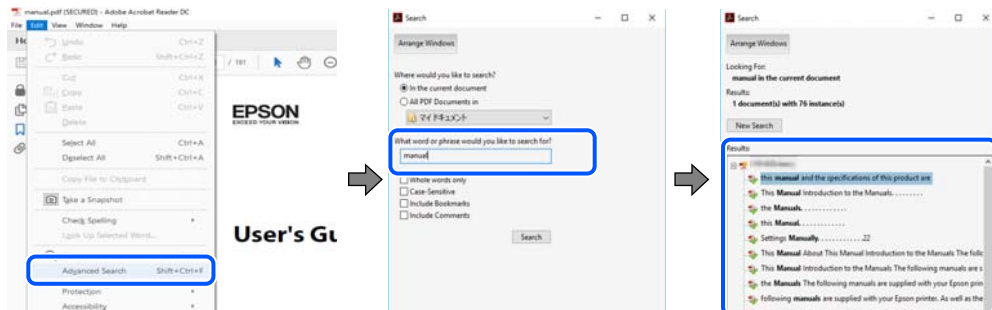 manual.pdf (SECURED) - Adobe Acrobat Reader DC
File Edit View Window Help
Undo Ctrl+Z
Redo Shift+Ctrl+Z
Cut Ctrl+X
Copy Ctrl+C
Paste Ctrl+V
Delete
Select All Ctrl+A
Deselect All Shift+Ctrl+A
Copy File to Clipboard
Take a Snapshot
Check Spelling
Look Up Selected Word...
Advanced Search Shift+Ctrl+F
Protection
Accessibility
/ 191
EPSON
EXCEED YOUR VISION
User's Gu
Search
Arrange Windows
Where would you like to search?
In the current document
All PDF Documents in
マイ ドキュメント
What word or phrase would you like to search for?
manual
Whole words only
Case-Sensitive
Include Bookmarks
Include Comments
Search
Search
Arrange Windows
Looking For:
manual in the current document
Results:
1 document(s) with 76 instance(s)
New Search
Results:
this manual and the specifications of this product are
This Manual Introduction to the Manuals. . . . . . . . .
the Manuals. . . . . . . . . . . .
this Manual. . . . . . . . . . . .
Settings Manually. . . . . . . . . . . .22
This Manual About This Manual Introduction to the Manuals The follo
This Manual Introduction to the Manuals The following manuals are s
the Manuals The following manuals are supplied with your Epson prin
following manuals are supplied with your Epson printer. As well as the